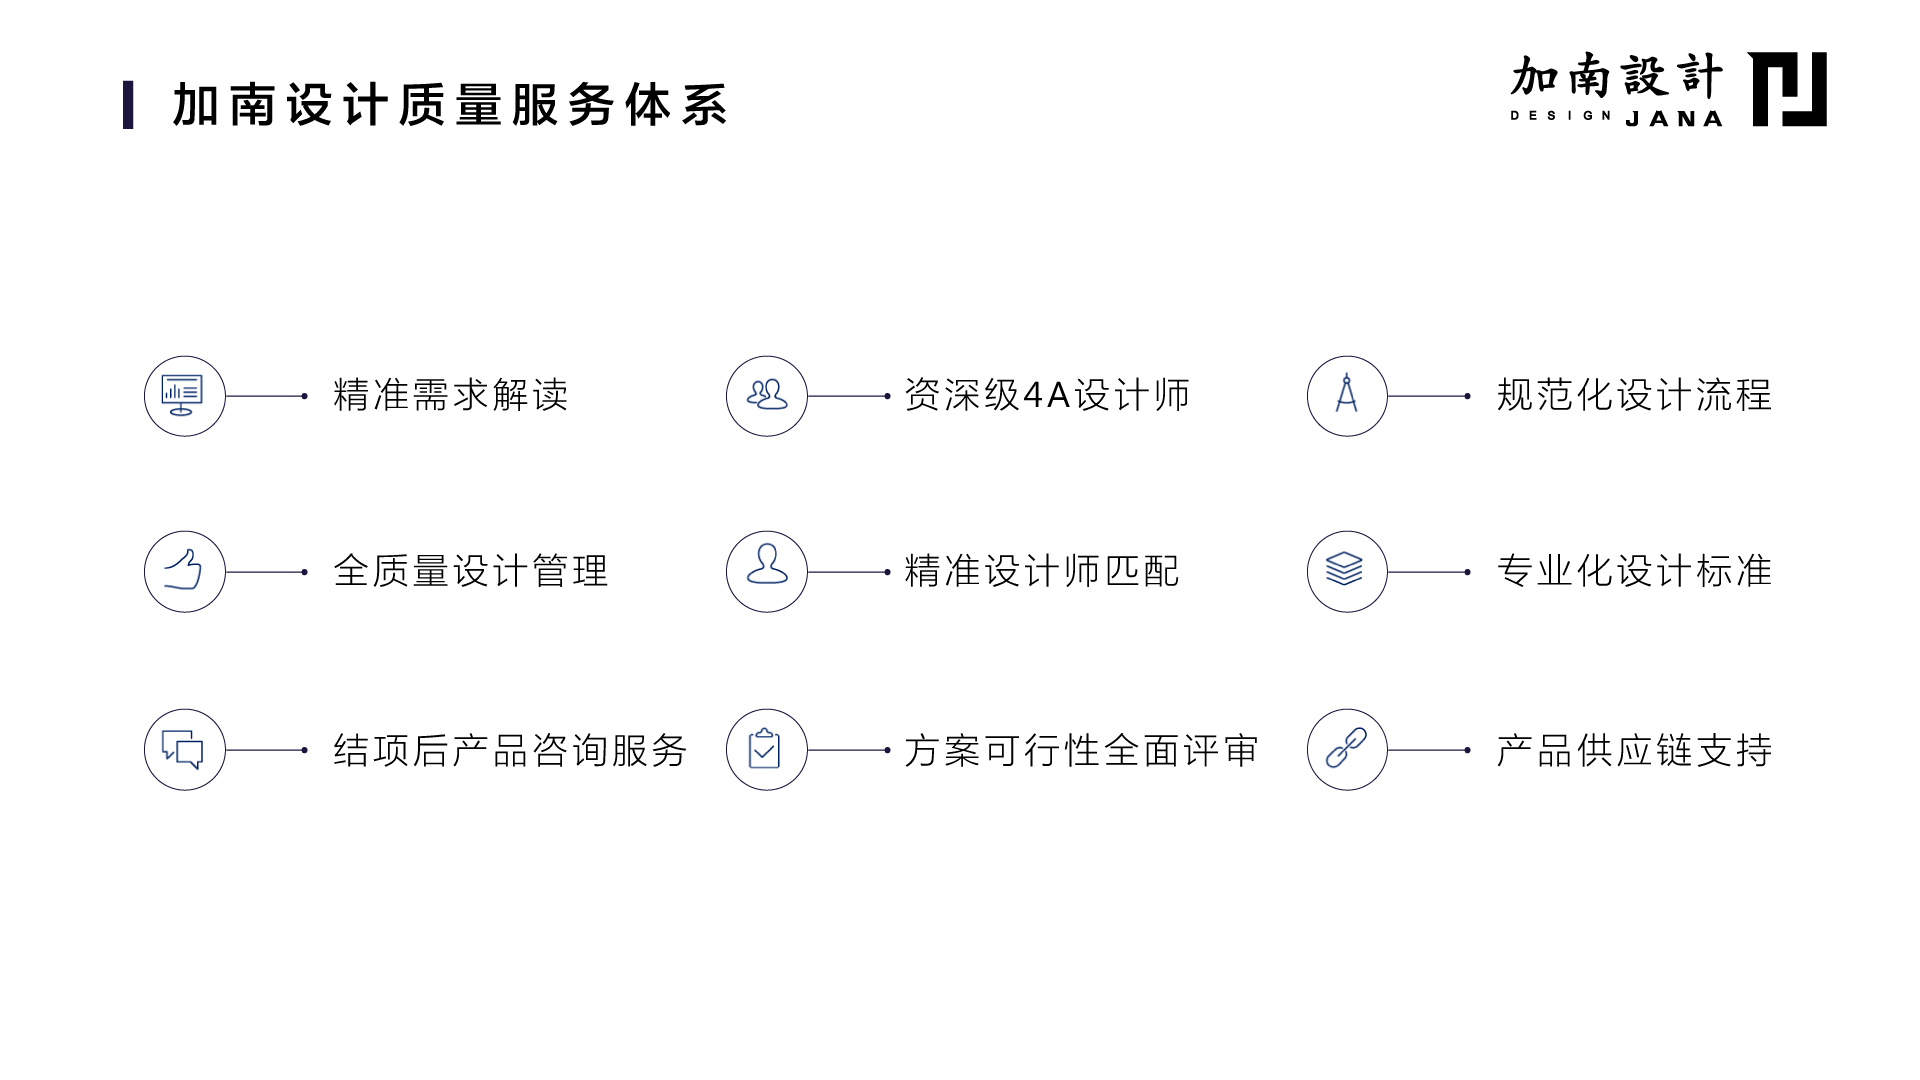 加南设计质量服务体系
加南設計
DESIGN JANA
精准需求解读
资深级4A设计师
规范化设计流程
全质量设计管理
精准设计师匹配
专业化设计标准
结项后产品咨询服务
方案可行性全面评审
产品供应链支持